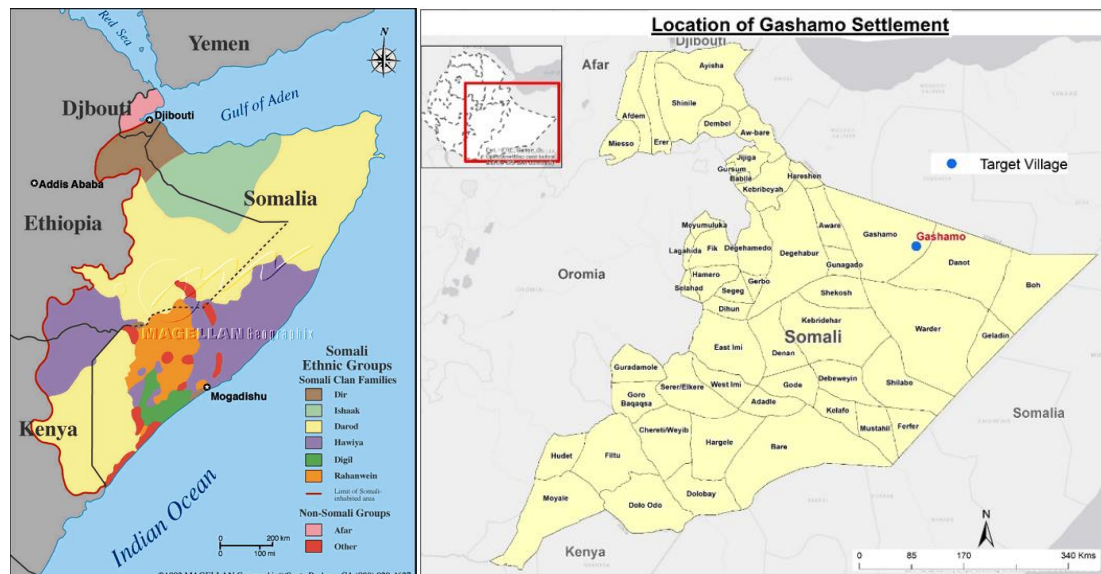 Red Sea
Yemen
N
Djbouti
Djibouti
Gulf of Aden
Addis Ababa
Somalia
Ethiopia
MAGELLAN Geographix
Mogadishu
Kenya
Indian Ocean
Somali
Ethnic Groups
Somali Clan Families
Dir
Ishaak
Darod
Hawiya
Digil
Rahanwein
Limit of Somali-
inhabited area
Non-Somali Groups
Afar
Other
0 200 km
0 100 mi
Location of Gashamo Settlement
Djibouti
Afar
Ayisha
Shinile
Afdem
Dembel
Miesso
Erer
Aw-bare
Jijiga
Gursum
Babile
Hareshen
Kebribeyah
Target Village
Moyumuluka
Aware
Gashamo
Gashamo
Lagahida
Fik
Degehamedo
Degehabur
Danot
Oromia
Hamero
Gerbo
Gunagado
Selahad
Segeg
Boh
Dihun
Shekosh
Kebridehar
Warder
Geladin
Somali
East Imi
Denan
Guradamole
Shilabo
Goro
Baqaqsa
Serer/Elkere
West Imi
Gode
Debeweyin
Adadle
Kelafo
Somalia
Chereti/Weyib
Mustahil
Ferfer
Hargele
Bare
Hudet
Filtu
Moyale
Dolobay
Dolo Odo
Kenya
N
0 85 170 340 Kms